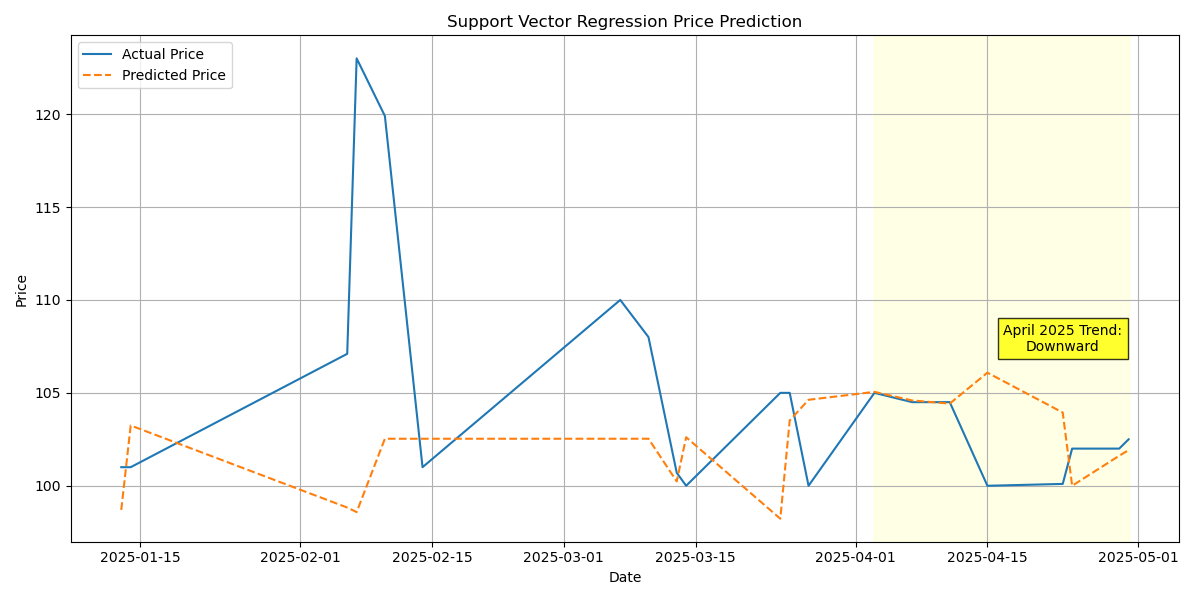 Support Vector Regression Price Prediction
Actual Price
Predicted Price
120
115
110
105
100
Price
April 2025 Trend:
Downward
2025-01-15
2025-02-01
2025-02-15
2025-03-01
2025-03-15
2025-04-01
2025-04-15
2025-05-01
Date